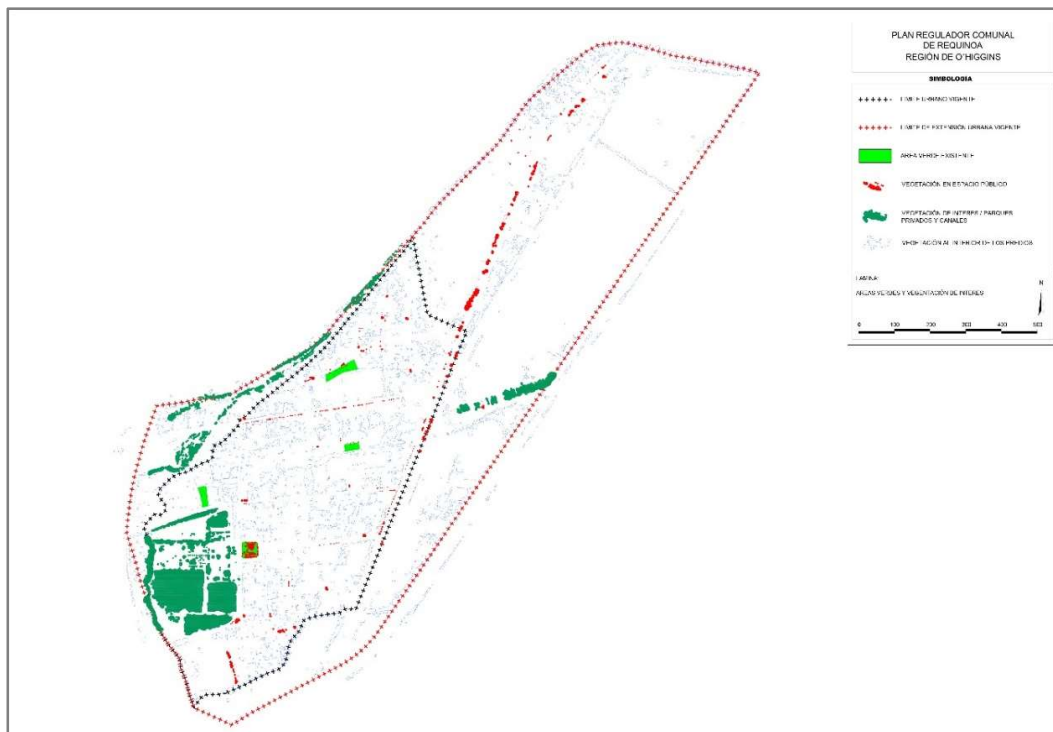 PLAN REGULADOR COMUNAL
DE REQUINOA
REGIÓN DE O'HIGGINS
SIMBOLOGÍA
LIMITE URBANO VIGENTE
LIMITE DE EXTENSIÓN URBANA VIGENTE
AREA VERDE EXISTENTE
VEGETACIÓN EN ESPACIO PÚBLICO
VEGETACIÓN DE INTERES / PARQUES
PRIVADOS Y CANALES
VEGETACIÓN AL INTERIOR DE LOS PREDIOS
LAMINA:
AREAS VERDES Y VEGENTACIÓN DE INTERES
N
0 100 200 300 400 500